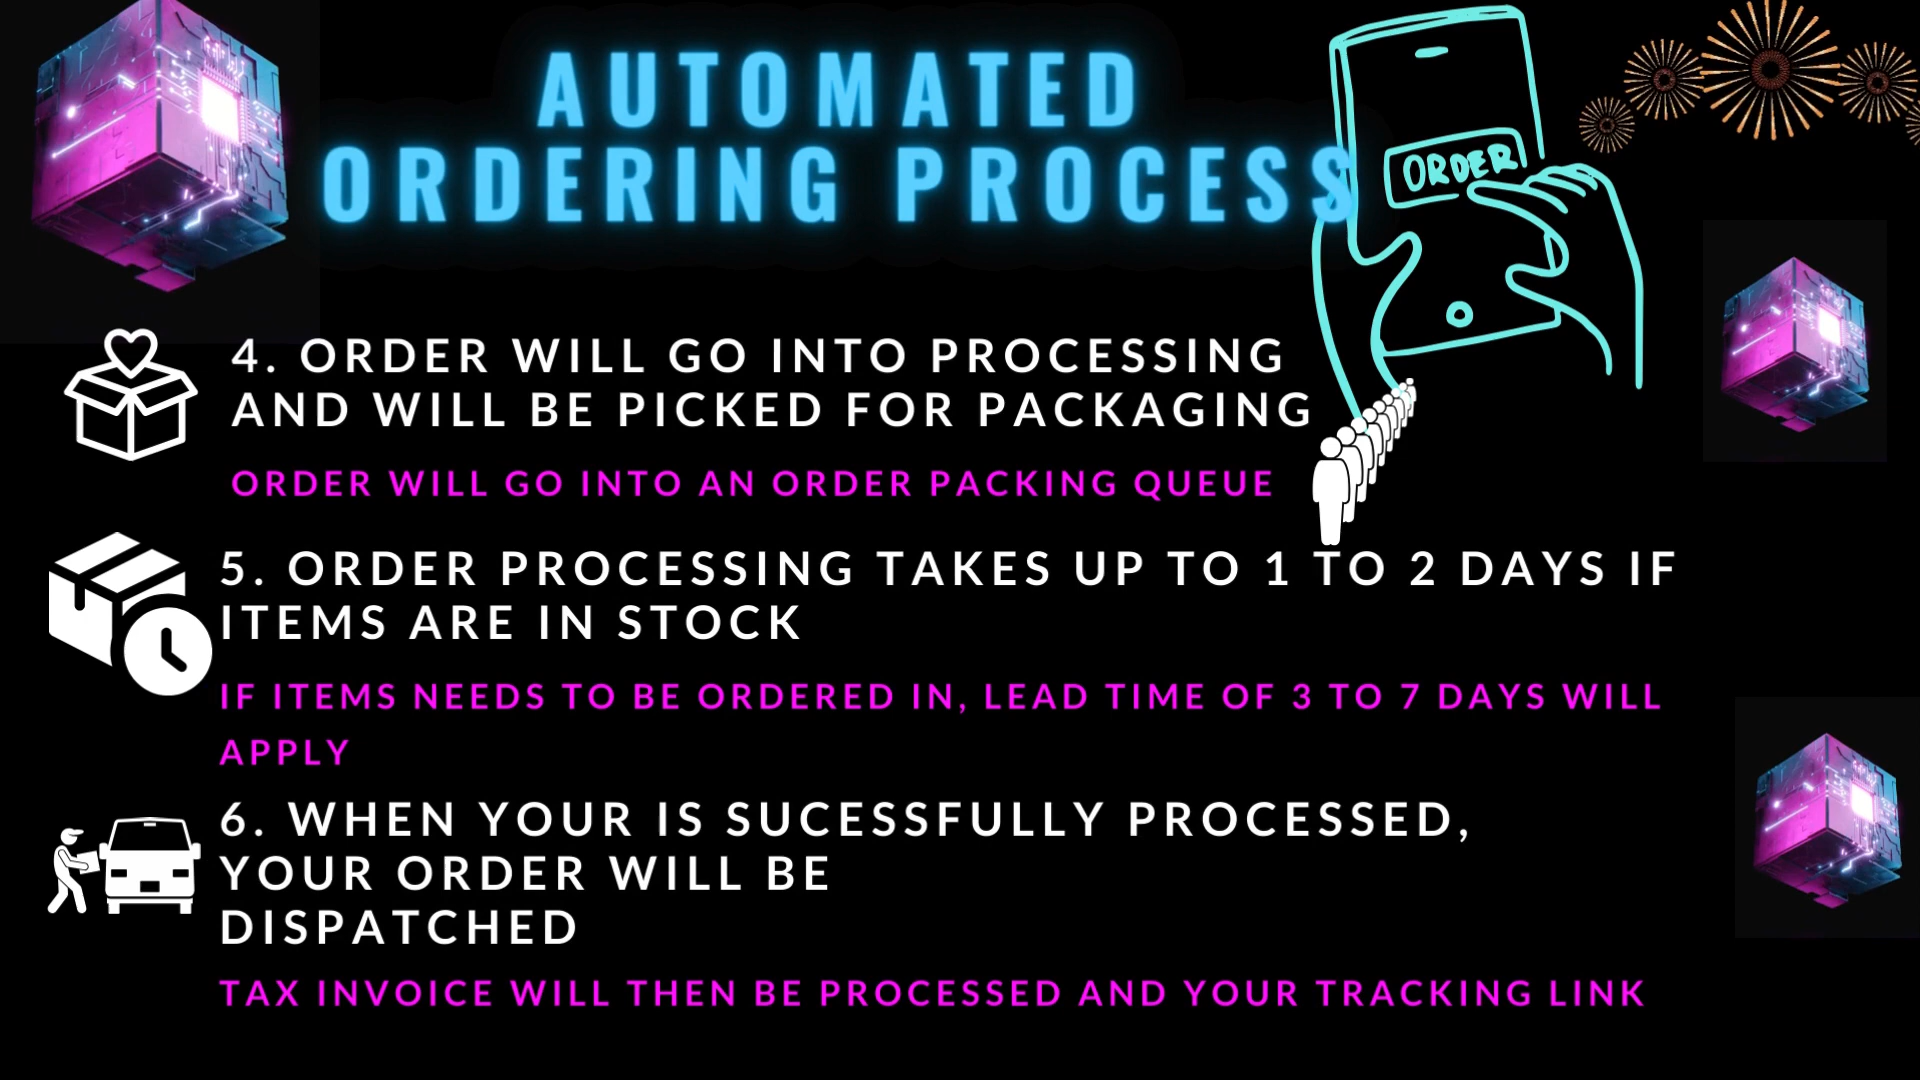 AUTOMATED
ORDERING PROCESS
ORDER
4. ORDER WILL GO INTO PROCESSING
AND WILL BE PICKED FOR PACKAGING
ORDER WILL GO INTO AN ORDER PACKING QUEUE
5. ORDER PROCESSING TAKES UP TO 1 TO 2 DAYS IF
ITEMS ARE IN STOCK
IF ITEMS NEEDS TO BE ORDERED IN, LEAD TIME OF 3 TO 7 DAYS WILL
APPLY
6. WHEN YOUR IS SUCESSFULLY PROCESSED,
YOUR ORDER WILL BE
DISPATCHED
TAX INVOICE WILL THEN BE PROCESSED AND YOUR TRACKING LINK